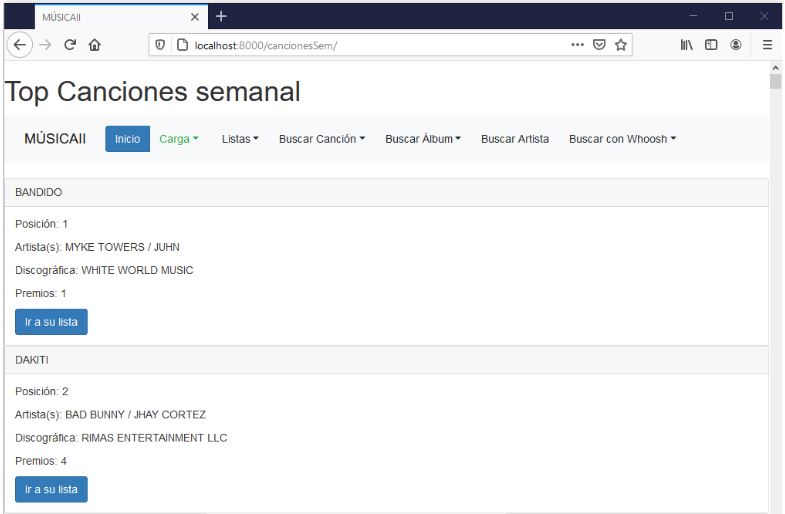 MÚSICAII
localhost:8000/cancionesSem/
Top Canciones semanal
MÚSICAII Inicio Carga Listas Buscar Canción Buscar Álbum Buscar Artista Buscar con Whoosh
BANDIDO
Posición: 1
Artista(s): MYKE TOWERS / JUHN
Discográfica: WHITE WORLD MUSIC
Premios: 1
Ir a su lista
DAKITI
Posición: 2
Artista(s): BAD BUNNY / JHAY CORTEZ
Discográfica: RIMAS ENTERTAINMENT LLC
Premios: 4
Ir a su lista